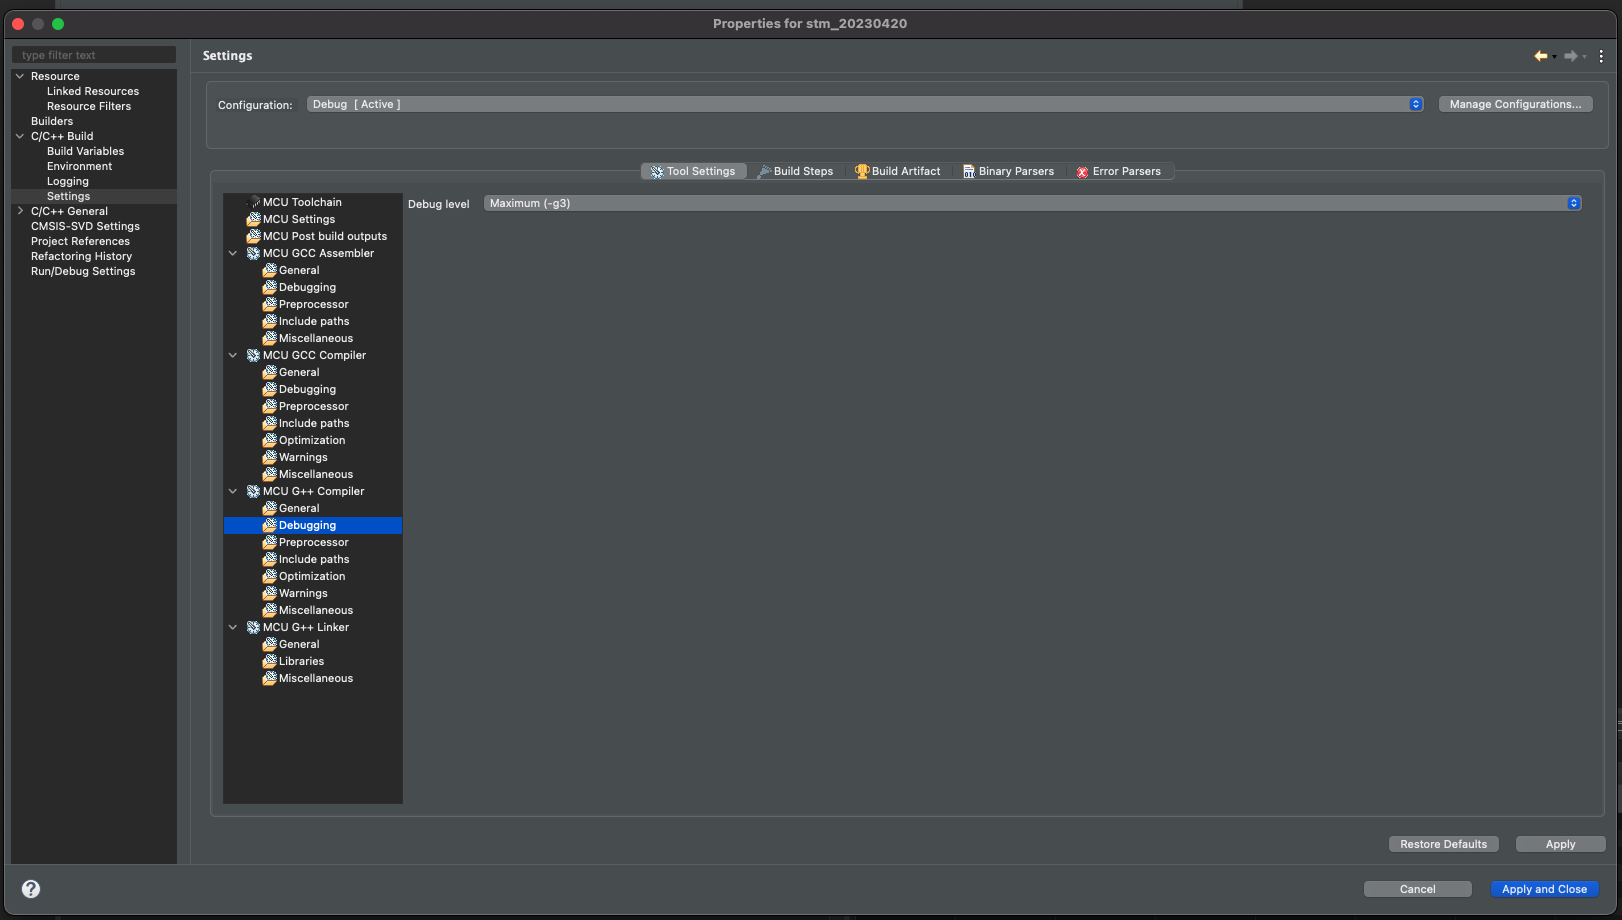 Properties for stm_20230420
type filter text
Resource
Linked Resources
Resource Filters
Builders
C/C++ Build
Build Variables
Environment
Logging
Settings
C/C++ General
CMSIS-SVD Settings
Project References
Refactoring History
Run/Debug Settings
Settings
Configuration: Debug [ Active ] Manage Configurations...
Tool Settings Build Steps Build Artifact Binary Parsers Error Parsers
MCU Toolchain
MCU Settings
MCU Post build outputs
MCU GCC Assembler
General
Debugging
Preprocessor
Include paths
Miscellaneous
MCU GCC Compiler
General
Debugging
Preprocessor
Include paths
Optimization
Warnings
Miscellaneous
MCU G++ Compiler
General
Debugging
Preprocessor
Include paths
Optimization
Warnings
Miscellaneous
MCU G++ Linker
General
Libraries
Miscellaneous
Debug level Maximum (-g3)
Restore Defaults Apply
? Cancel Apply and Close